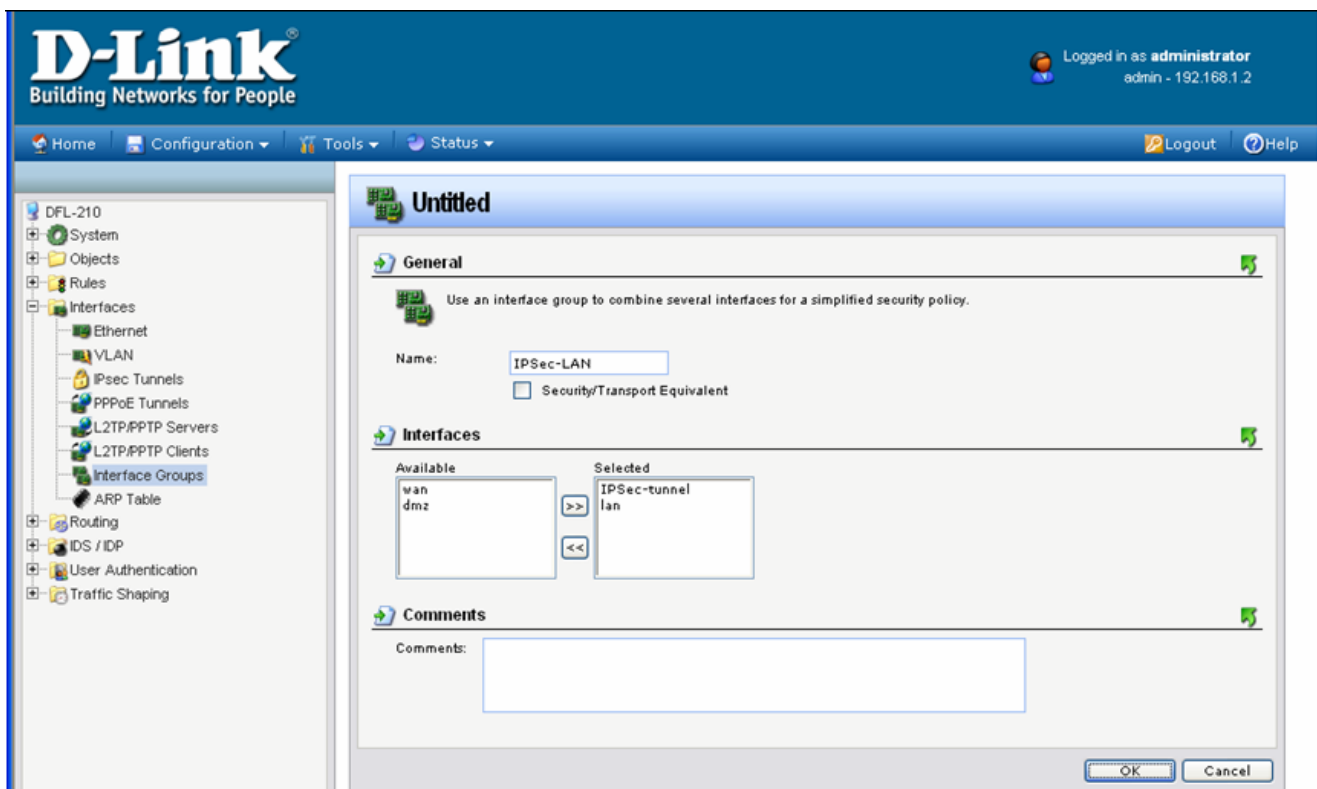 D-Link®
Building Networks for People
Logged in as administrator
admin - 192.168.1.2
Home Configuration Tools Status Logout Help
DFL-210
System
Objects
Rules
Interfaces
Ethernet
VLAN
IPsec Tunnels
PPPoE Tunnels
L2TP/PPTP Servers
L2TP/PPTP Clients
Interface Groups
ARP Table
Routing
IDS / IDP
User Authentication
Traffic Shaping
Untitled
General
Use an interface group to combine several interfaces for a simplified security policy.
Name: IPSec-LAN
Security/Transport Equivalent
Interfaces
Available Selected
wan IPSec-tunnel
dmz >> lan
<<
Comments
Comments:
OK Cancel